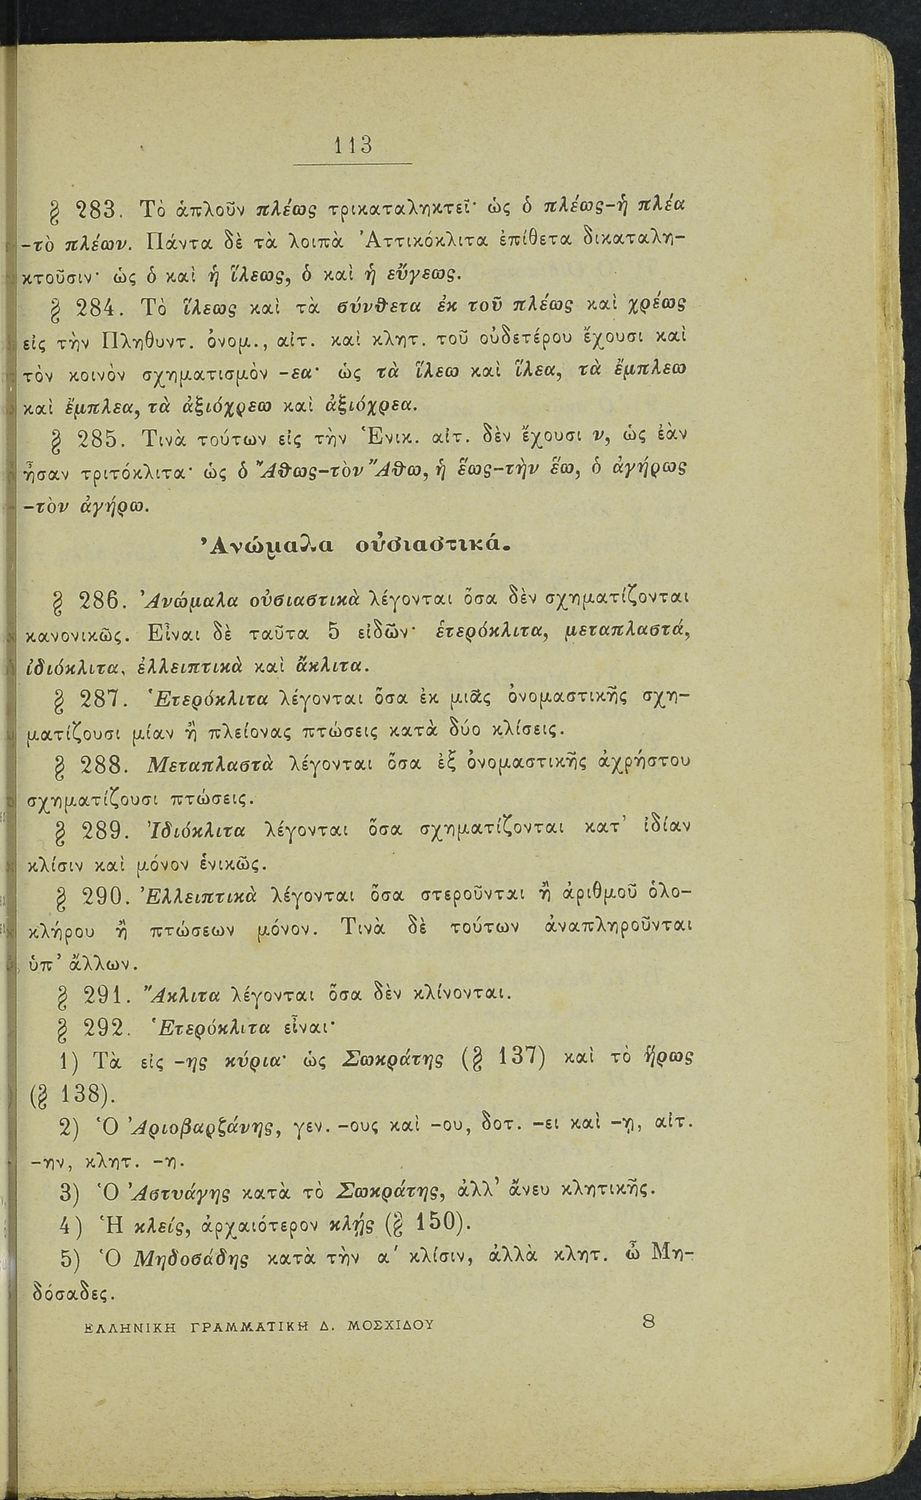 113
§ 283. Τὸ ἁπλοῦν πλέως τρικαταληκτεῖ· ὡς ὁ πλέως-ἡ πλέα
-τὸ πλέων. Πάντα δὲ τὰ λοιπὰ Ἀττικόκλιτα ἐπίθετα δικαταλη-
κτοῦσιν· ὡς ὁ καὶ ἡ ἵλεως, ὁ καὶ ἡ εὔγεως.
§ 284. Τὸ ἵλεως καὶ τὰ σύνθετα ἐκ τοῦ πλέως καὶ χρέως
εἰς τὴν Πληθυντ. ὀνομ., αἰτ. καὶ κλητ. τοῦ οὐδετέρου ἔχουσι καὶ
τὸν κοινὸν σχηματισμὸν -εα· ὡς τὰ ἵλεω καὶ ἵλεα, τὰ ἔμπλεω
καὶ ἔμπλεα, τὰ ἀξιόχρεω καὶ ἀξιόχρεα.
§ 285. Τινὰ τούτων εἰς τὴν Ἑνικ. αἰτ. δὲν ἔχουσι ν, ὡς ἐὰν
ἦσαν τριτόκλιτα· ὡς ὁ Ἄθως-τὸν Ἄθω, ἡ ἕως-τὴν ἕω, ὁ ἀγήρως
-τὸν ἀγήρω.
Ἀνώμαλα οὐσιαστικά.
§ 286. Ἀνώμαλα οὐσιαστικὰ λέγονται ὅσα δὲν σχηματίζονται
κανονικῶς. Εἶναι δὲ ταῦτα 5 εἰδῶν· ἑτερόκλιτα, μεταπλαστά,
ἰδιόκλιτα, ἐλλειπτικὰ καὶ ἄκλιτα.
§ 287. Ἑτερόκλιτα λέγονται ὅσα ἐκ μιᾶς ὀνομαστικῆς σχη-
ματίζουσι μίαν ἢ πλείονας πτώσεις κατὰ δύο κλίσεις.
§ 288. Μεταπλαστὰ λέγονται ὅσα ἐξ ὀνομαστικῆς ἀχρήστου
σχηματίζουσι πτώσεις.
§ 289. Ἰδιόκλιτα λέγονται ὅσα σχηματίζονται κατ' ἰδίαν
κλίσιν καὶ μόνον ἑνικῶς.
§ 290. Ἐλλειπτικὰ λέγονται ὅσα στεροῦνται ἢ ἀριθμοῦ ὁλο-
κλήρου ἢ πτώσεων μόνον. Τινὰ δὲ τούτων ἀναπληροῦνται
ὑπ' ἄλλων.
§ 291. Ἄκλιτα λέγονται ὅσα δὲν κλίνονται.
§ 292. Ἑτερόκλιτα εἶναι·
1) Τὰ εἰς -ης κύρια· ὡς Σωκράτης (§ 137) καὶ τὸ ἥρως
(§ 138).
2) Ὁ Ἀριοβαρζάνης, γεν. -ους καὶ -ου, δοτ. -ει καὶ -ῃ, αἰτ.
-ην, κλητ. -η.
3) Ὁ Ἀστυάγης κατὰ τὸ Σωκράτης, ἀλλ' ἄνευ κλητικῆς.
4) Ἡ κλείς, ἀρχαιότερον κλῄς (§ 150).
5) Ὁ Μηδοσάδης κατὰ τὴν α' κλίσιν, ἀλλὰ κλητ. ὦ Μη-
δόσαδες.
ΕΛΛΗΝΙΚΗ ΓΡΑΜΜΑΤΙΚΗ Δ. ΜΟΣΧΙΔΟΥ 8